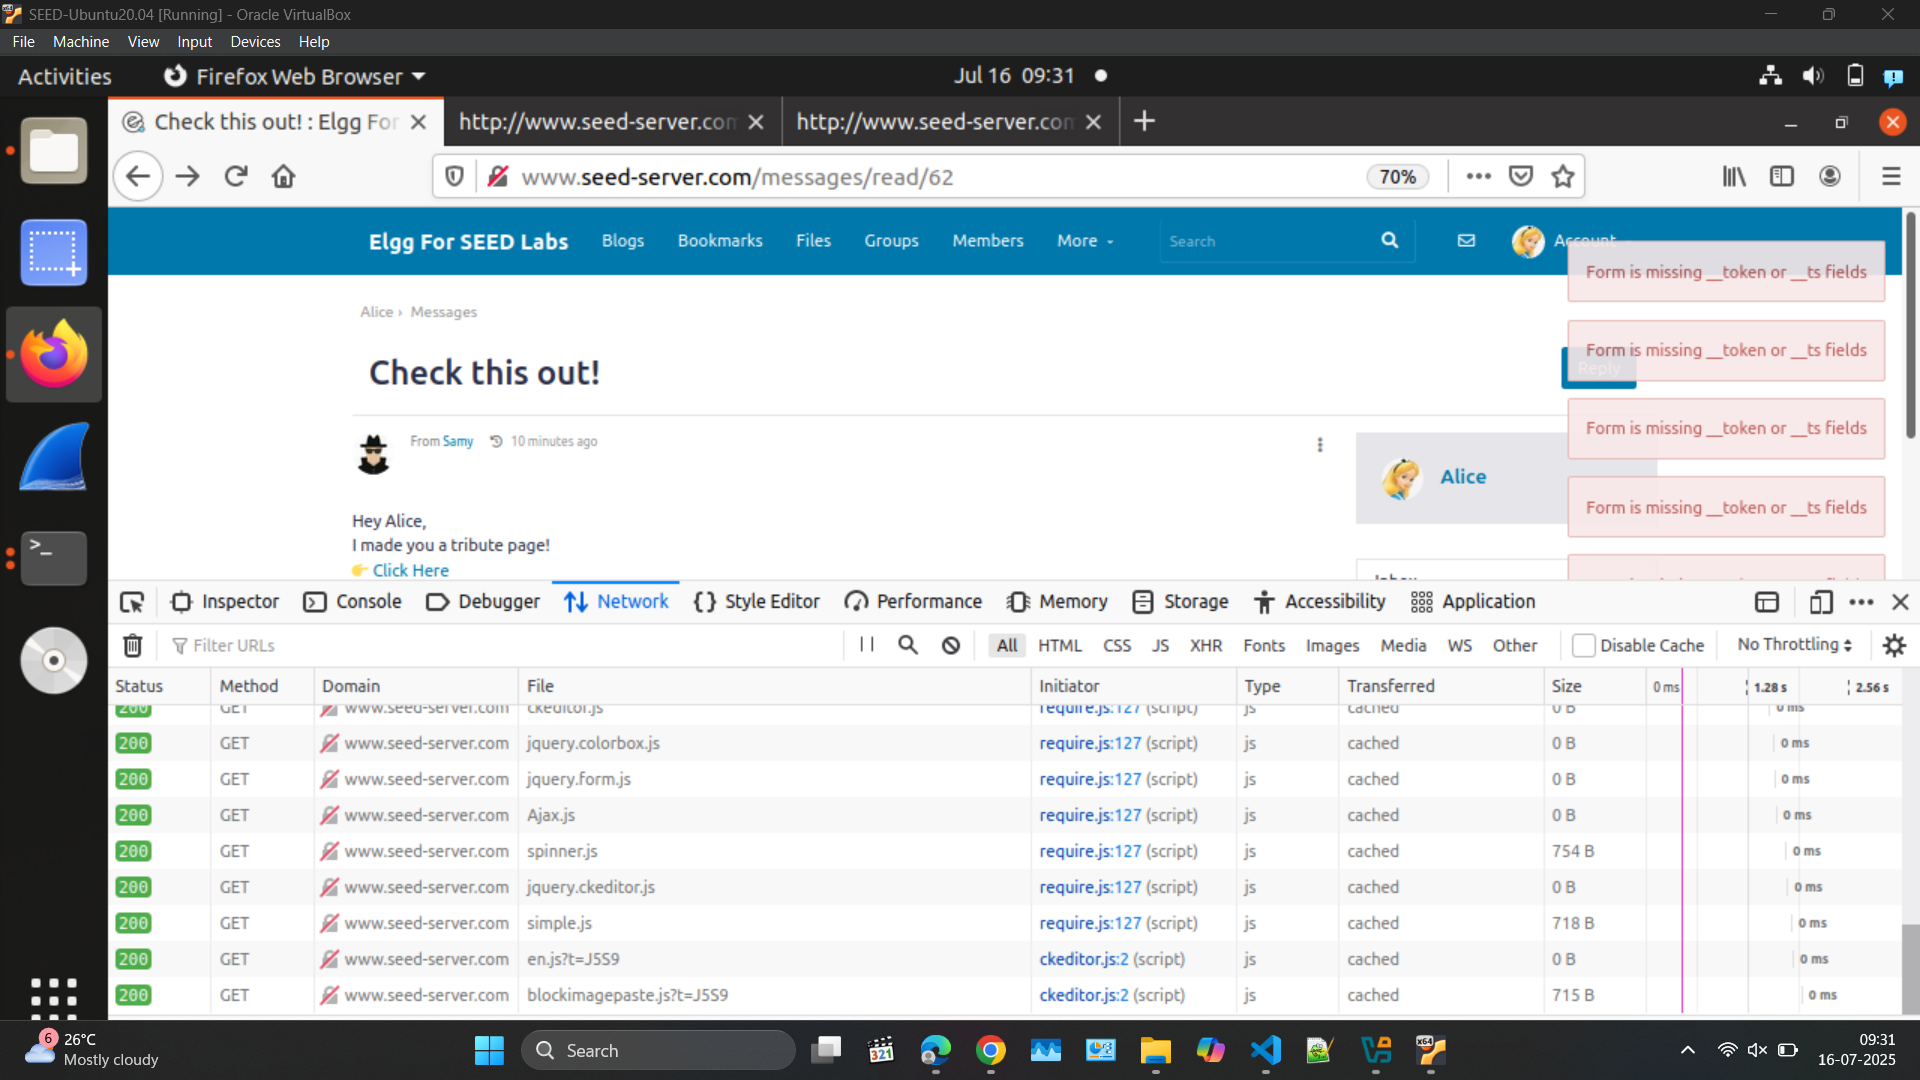 SEED-Ubuntu20.04 [Running] - Oracle VirtualBox
File Machine View Input Devices Help
Activities Firefox Web Browser Jul 16 09:31
Check this out! : Elgg For http://www.seed-server.com http://www.seed-server.com
www.seed-server.com/messages/read/62 70%
Elgg For SEED Labs Blogs Bookmarks Files Groups Members More Search Account
Form is missing __token or __ts fields
Alice › Messages
Form is missing __token or __ts fields
Check this out!
Reply
Form is missing __token or __ts fields
From Samy 10 minutes ago
Alice
Form is missing __token or __ts fields
Hey Alice,
I made you a tribute page!
👉 Click Here
Inbox
Inspector Console Debugger Network Style Editor Performance Memory Storage Accessibility Application
Filter URLs All HTML CSS JS XHR Fonts Images Media WS Other Disable Cache No Throttling
Status Method Domain File Initiator Type Transferred Size 0 ms 1.28 s 2.56 s
200 GET www.seed-server.com ckeditor.js require.js:127 (script) js cached 0 B 0 ms
200 GET www.seed-server.com jquery.colorbox.js require.js:127 (script) js cached 0 B 0 ms
200 GET www.seed-server.com jquery.form.js require.js:127 (script) js cached 0 B 0 ms
200 GET www.seed-server.com Ajax.js require.js:127 (script) js cached 0 B 0 ms
200 GET www.seed-server.com spinner.js require.js:127 (script) js cached 754 B 0 ms
200 GET www.seed-server.com jquery.ckeditor.js require.js:127 (script) js cached 0 B 0 ms
200 GET www.seed-server.com simple.js require.js:127 (script) js cached 718 B 0 ms
200 GET www.seed-server.com en.js?t=J5S9 ckeditor.js:2 (script) js cached 0 B 0 ms
200 GET www.seed-server.com blockimagepaste.js?t=J5S9 ckeditor.js:2 (script) js cached 715 B 0 ms
6 26°C
Mostly cloudy
Search
09:31
16-07-2025